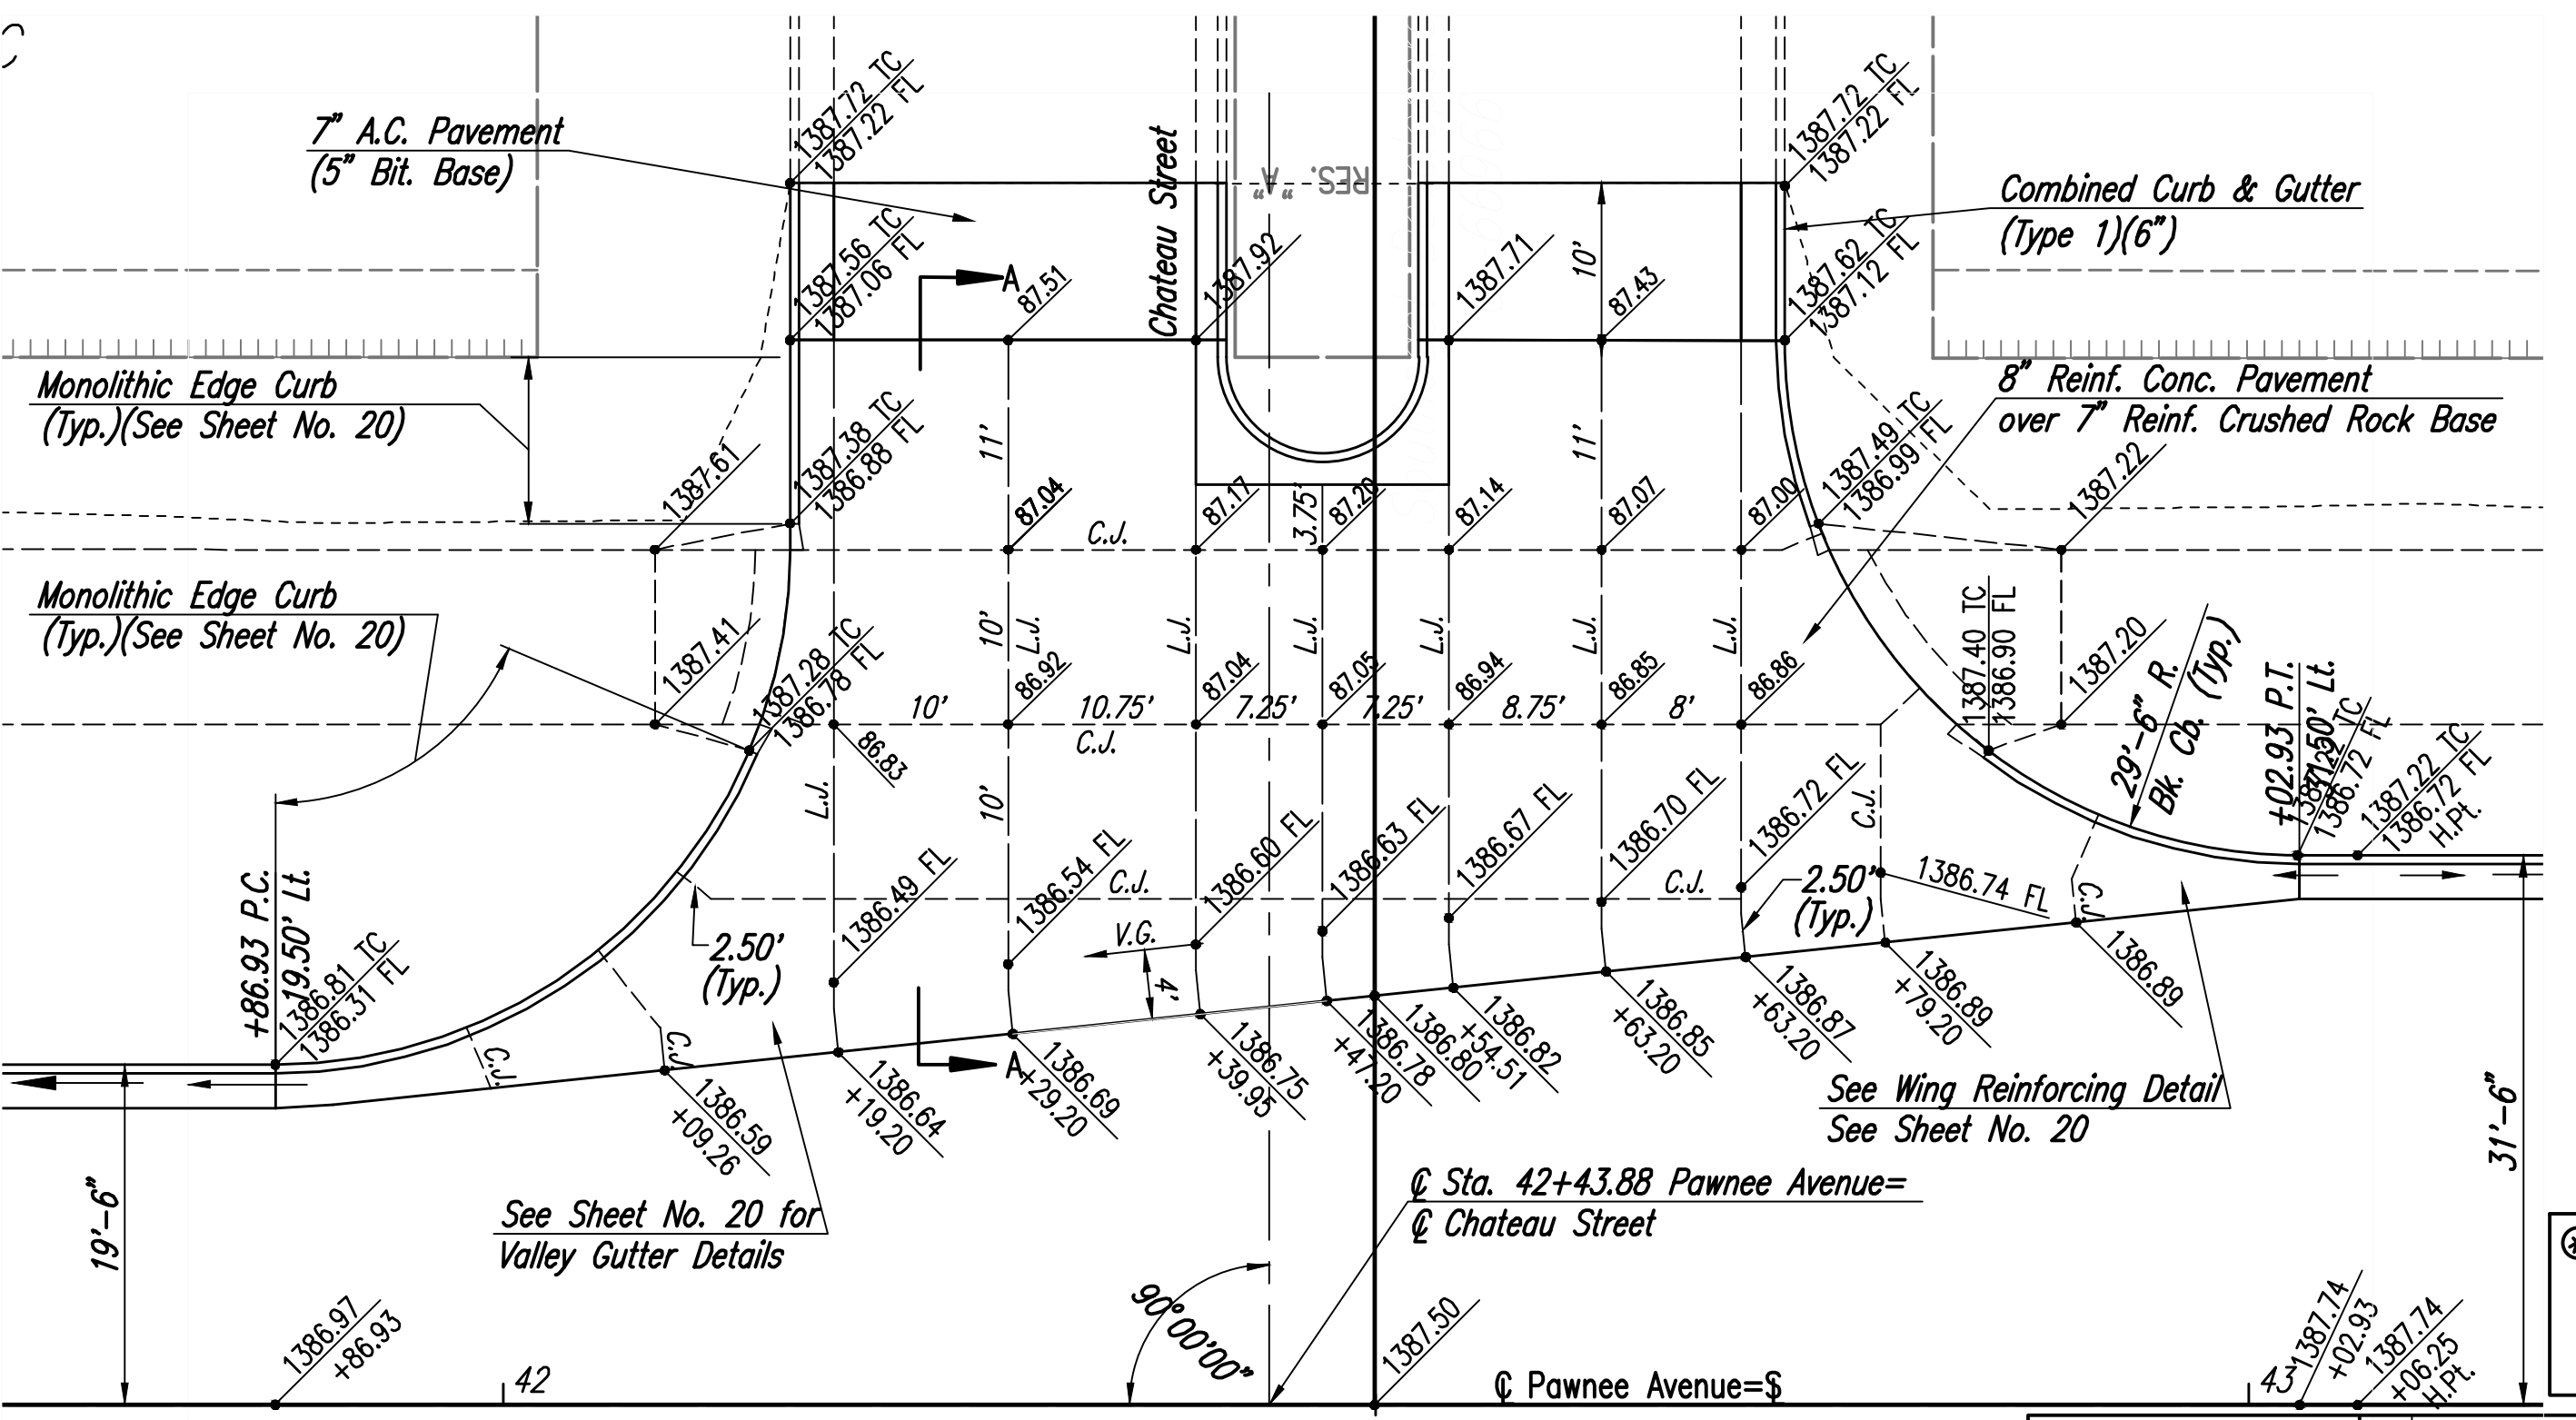 7" A.C. Pavement
(5" Bit. Base)
1387.72 TC
1387.22 FL
Chateau Street
RES. "A"
1387.72 TC
1387.22 FL
Combined Curb & Gutter
(Type 1)(6")
1387.56 TC
1387.06 FL
A
87.51
1387.92
1387.71
10'
87.43
1387.62 TC
1387.12 FL
Monolithic Edge Curb
(Typ.)(See Sheet No. 20)
1387.61
1387.38 TC
1386.88 FL
11'
11'
8" Reinf. Conc. Pavement
over 7" Reinf. Crushed Rock Base
1387.49 TC
1386.99 FL
1387.22
87.04
C.J.
87.17
3.75'
87.20
87.14
87.07
87.00
Monolithic Edge Curb
(Typ.)(See Sheet No. 20)
1387.41
1387.28 TC
1386.78 FL
10'
L.J.
L.J.
L.J.
L.J.
L.J.
L.J.
1387.40 TC
1386.90 FL
1387.20
29'-6" R.
Bk. Cb. (Typ.)
86.92
87.04
87.05
86.94
86.85
86.86
10'
10.75'
7.25'
7.25'
8.75'
8'
86.83
C.J.
L.J.
10'
+02.93 P.T.
31.50' Lt.
1387.22 TC
1386.72 FL
1387.22 TC
1386.72 FL
H.Pt.
+86.93 P.C.
19.50' Lt.
1386.81 TC
1386.31 FL
1386.49 FL
1386.54 FL
C.J.
1386.60 FL
1386.63 FL
1386.67 FL
1386.70 FL
C.J.
1386.72 FL
C.J.
2.50'
(Typ.)
1386.74 FL
C.J.
2.50'
(Typ.)
V.G.
4'
C.J.
C.J.
A
1386.59
+09.26
1386.64
+19.20
1386.69
+29.20
1386.75
+39.95
1386.78
+47.20
1386.80
1386.82
+54.51
1386.85
+63.20
1386.87
+63.20
1386.89
+79.20
1386.89
See Wing Reinforcing Detail
See Sheet No. 20
19'-6"
31'-6"
See Sheet No. 20 for
Valley Gutter Details
℄ Sta. 42+43.88 Pawnee Avenue=
℄ Chateau Street
90°00'00"
1386.97
+86.93
42
1387.50
℄ Pawnee Avenue=
43
1387.74
+02.93
1387.74
+06.25
H.Pt.